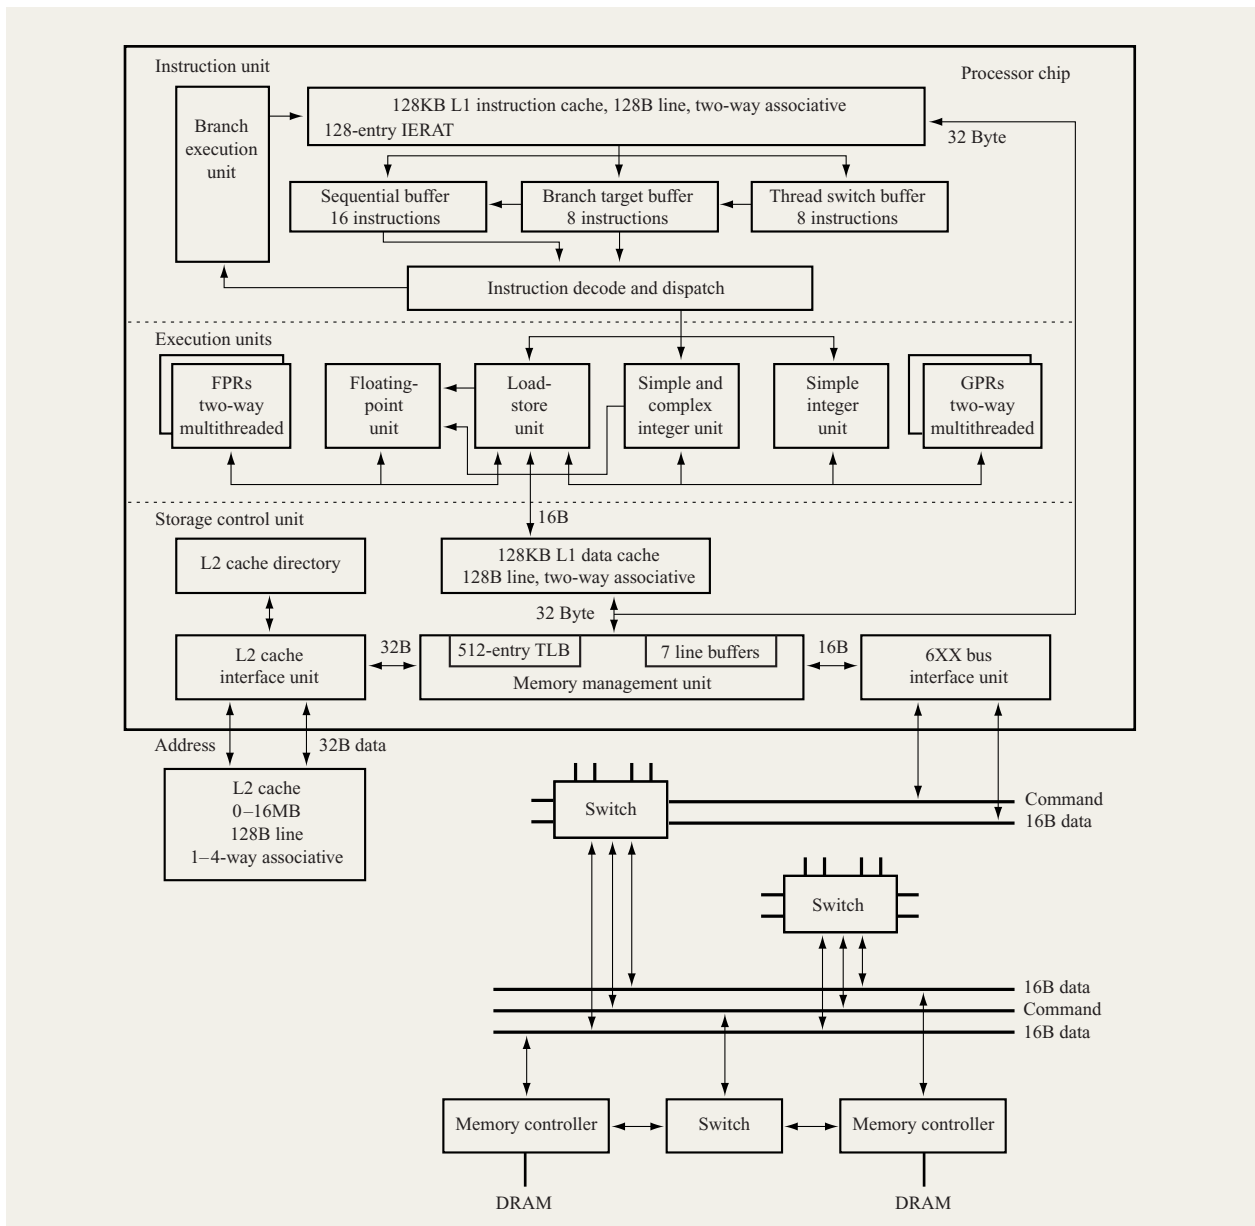 Instruction unit
Processor chip
128KB L1 instruction cache, 128B line, two-way associative
128-entry IERAT
Branch
execution
unit
32 Byte
Sequential buffer
16 instructions
Branch target buffer
8 instructions
Thread switch buffer
8 instructions
Instruction decode and dispatch
Execution units
FPRs
two-way
multithreaded
Floating-
point
unit
Load-
store
unit
Simple and
complex
integer unit
Simple
integer
unit
GPRs
two-way
multithreaded
16B
Storage control unit
L2 cache directory
128KB L1 data cache
128B line, two-way associative
32 Byte
L2 cache
interface unit
32B
512-entry TLB
7 line buffers
Memory management unit
16B
6XX bus
interface unit
Address
32B data
L2 cache
0–16MB
128B line
1–4-way associative
Switch
Command
16B data
Switch
16B data
Command
16B data
Memory controller
Switch
Memory controller
DRAM
DRAM